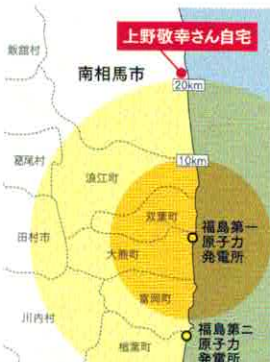 上野敬幸さん自宅
飯舘村
南相馬市
20km
葛尾村
10km
浪江町
双葉町
福島第一
原子力
発電所
田村市
大熊町
富岡町
川内村
福島第二
原子力
発電所
楢葉町